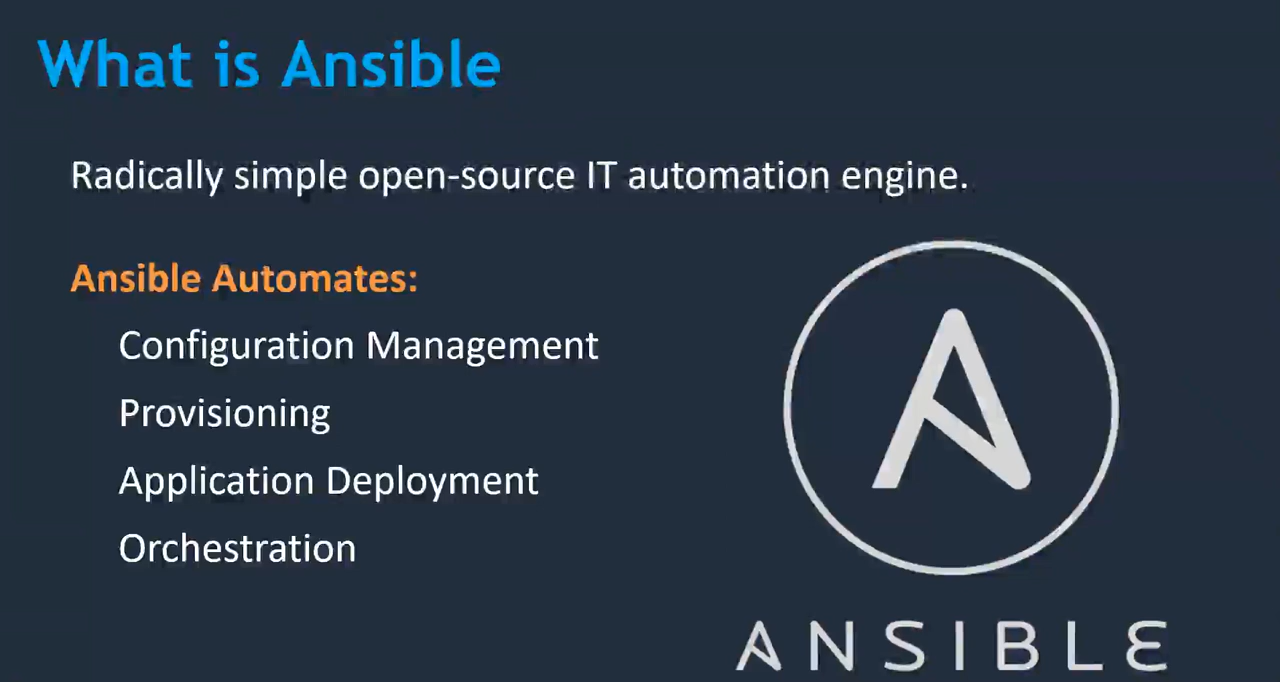 What is Ansible
Radically simple open-source IT automation engine.
Ansible Automates:
Configuration Management
Provisioning
Application Deployment
Orchestration
ANSIBLE